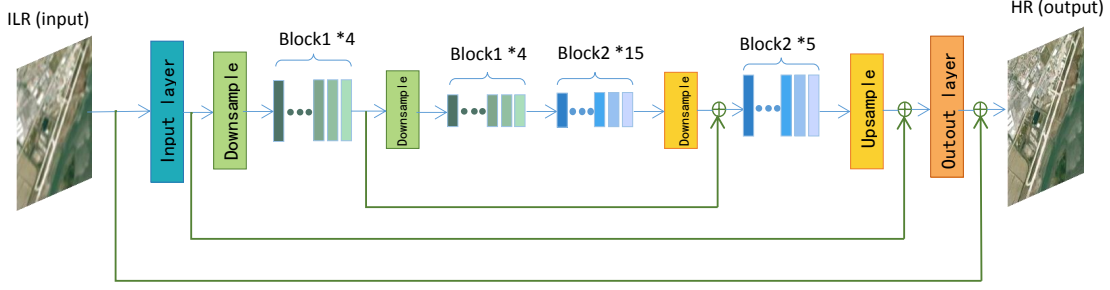 ILR (input)
HR (output)
Block1 *4
Block1 *4
Block2 *15
Block2 *5
Input layer
Downsample
Downsample
Downsample
Upsample
Outout layer